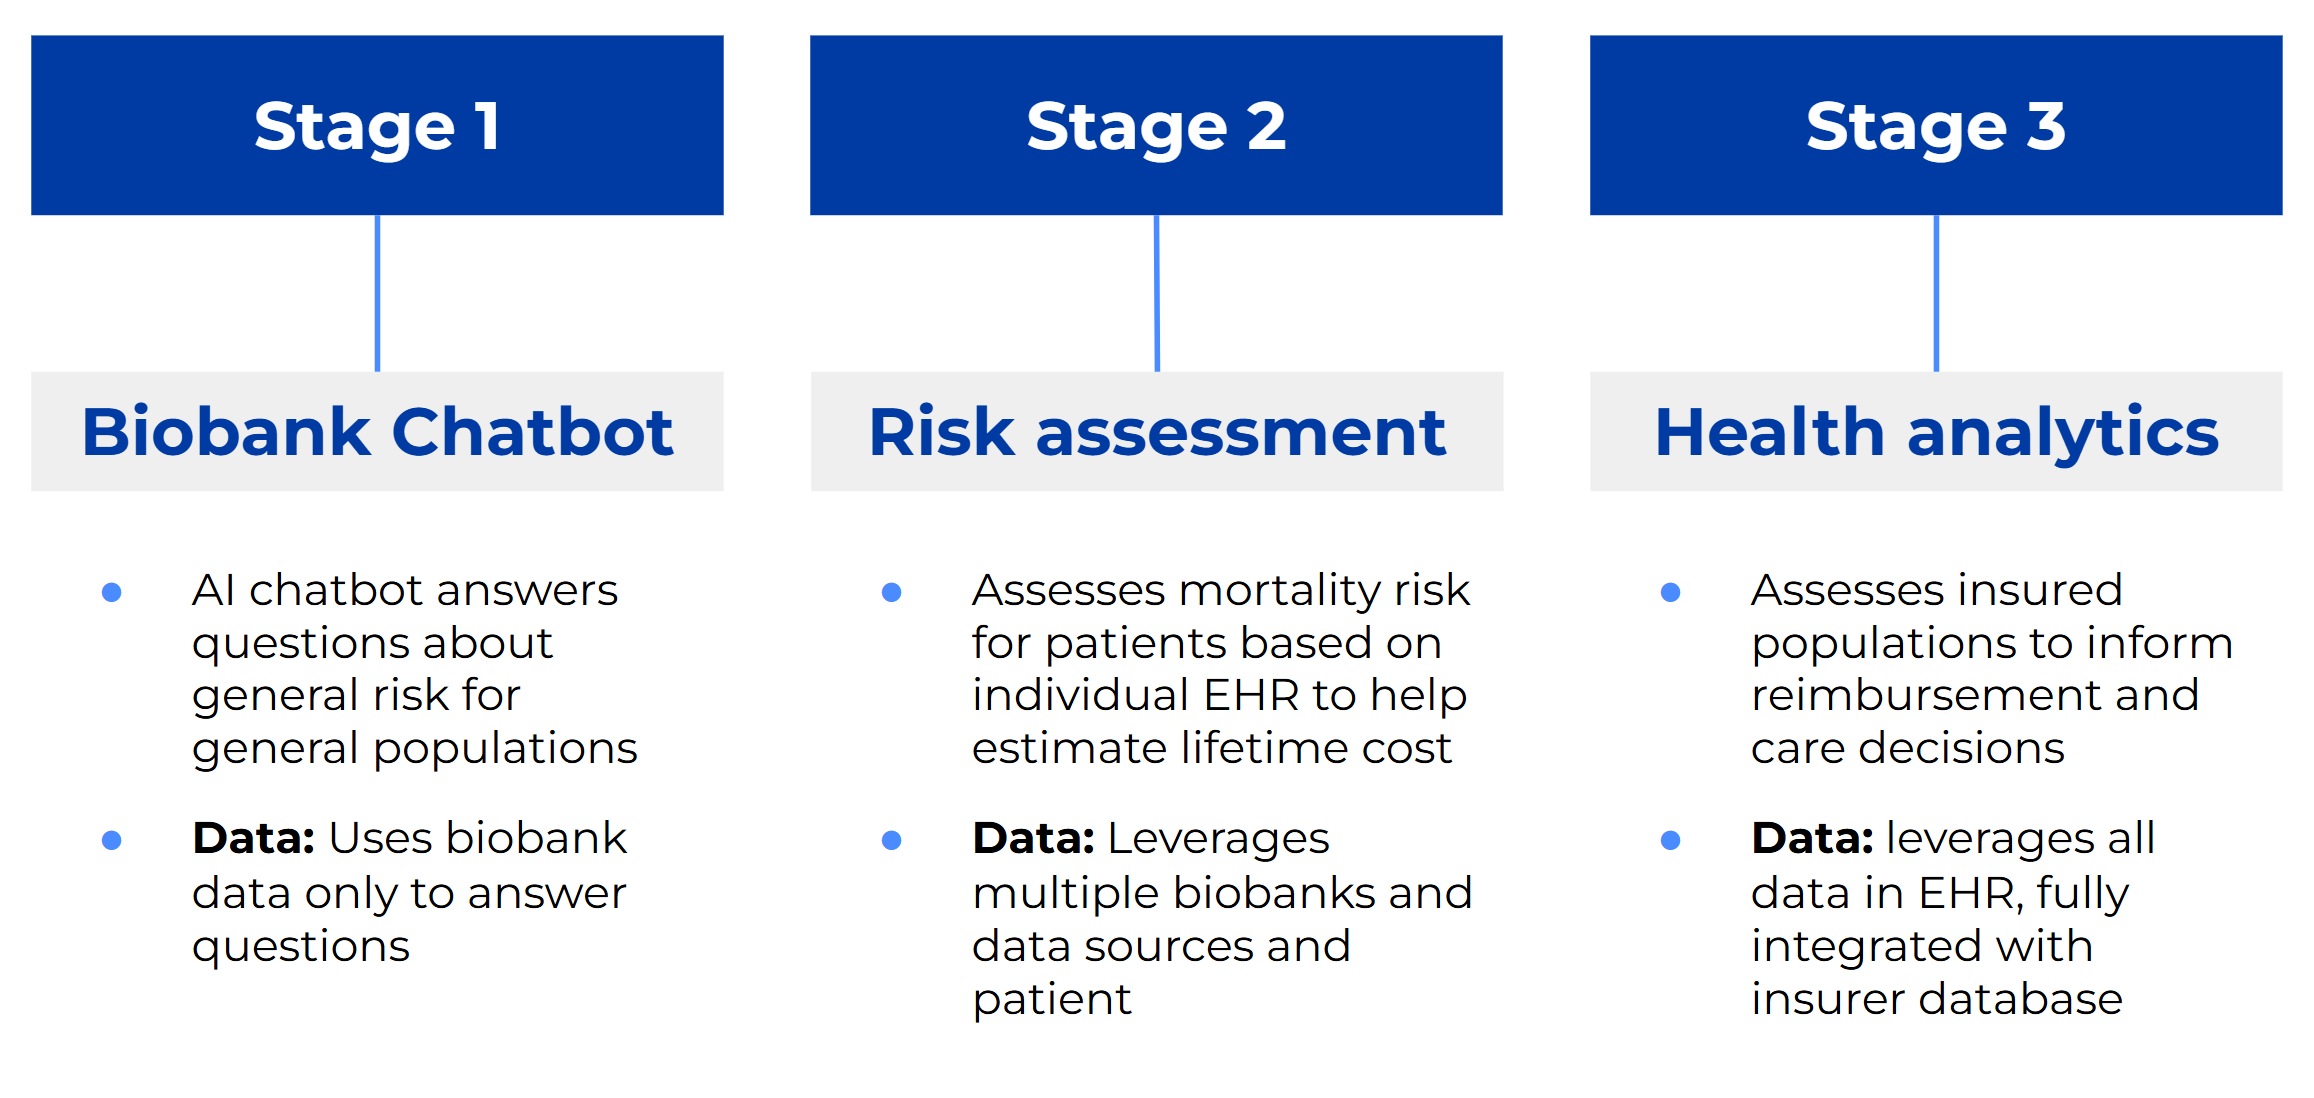 Stage 1
Stage 2
Stage 3
Biobank Chatbot
Risk assessment
Health analytics
● AI chatbot answers
questions about
general risk for
general populations
● Data: Uses biobank
data only to answer
questions
● Assesses mortality risk
for patients based on
individual EHR to help
estimate lifetime cost
● Data: Leverages
multiple biobanks and
data sources and
patient
● Assesses insured
populations to inform
reimbursement and
care decisions
● Data: leverages all
data in EHR, fully
integrated with
insurer database